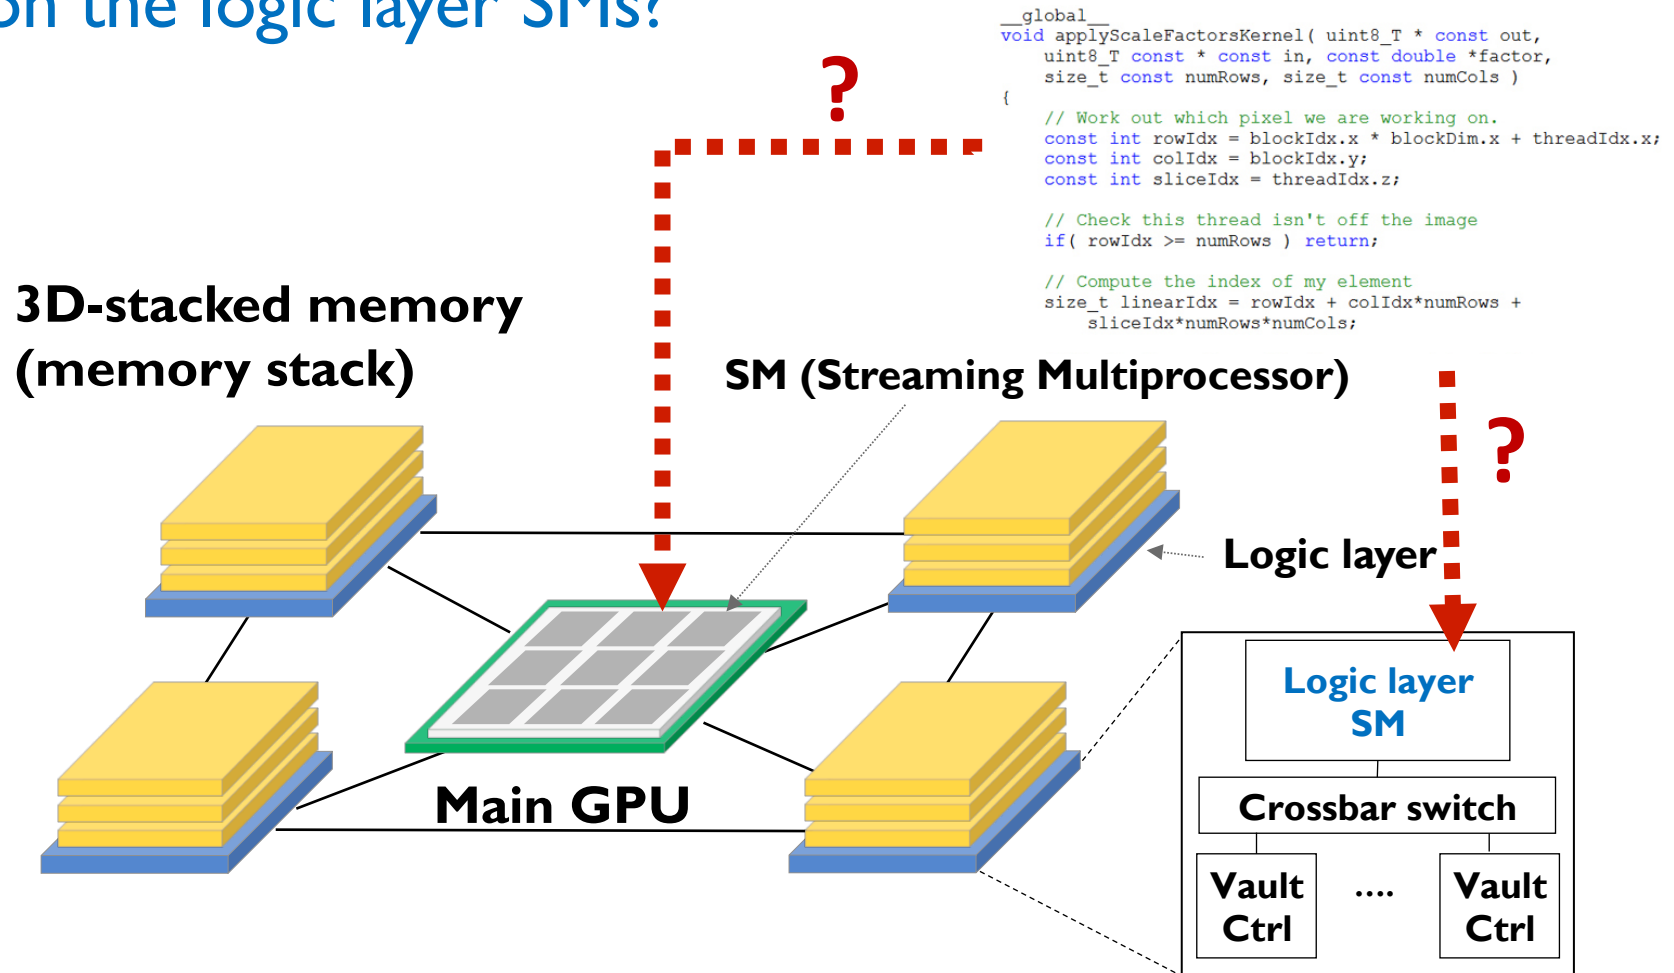 on the logic layer SMs?
__global__
void applyScaleFactorsKernel( uint8_T * const out,
    uint8_T const * const in, const double *factor,
    size_t const numRows, size_t const numCols )
{
    // Work out which pixel we are working on.
    const int rowIdx = blockIdx.x * blockDim.x + threadIdx.x;
    const int colIdx = blockIdx.y;
    const int sliceIdx = threadIdx.z;
    // Check this thread isn't off the image
    if( rowIdx >= numRows ) return;
    // Compute the index of my element
    size_t linearIdx = rowIdx + colIdx*numRows +
        sliceIdx*numRows*numCols;
?
3D-stacked memory
(memory stack)
SM (Streaming Multiprocessor)
?
Logic layer
Main GPU
Logic layer
SM
Crossbar switch
Vault
Ctrl
....
Vault
Ctrl